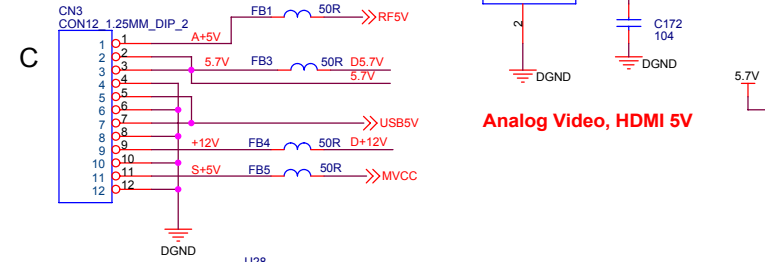 CN3
CON12_1.25MM_DIP_2
C
1
2
3
4
5
6
7
8
9
10
11
12
1
2
3
4
5
6
7
8
9
10
11
12
A+5V
FB1
50R
RF5V
5.7V
FB3
50R
D5.7V
5.7V
USB5V
+12V
FB4
50R
D+12V
S+5V
FB5
50R
MVCC
DGND
2
DGND
C172
104
DGND
5.7V
Analog Video, HDMI 5V